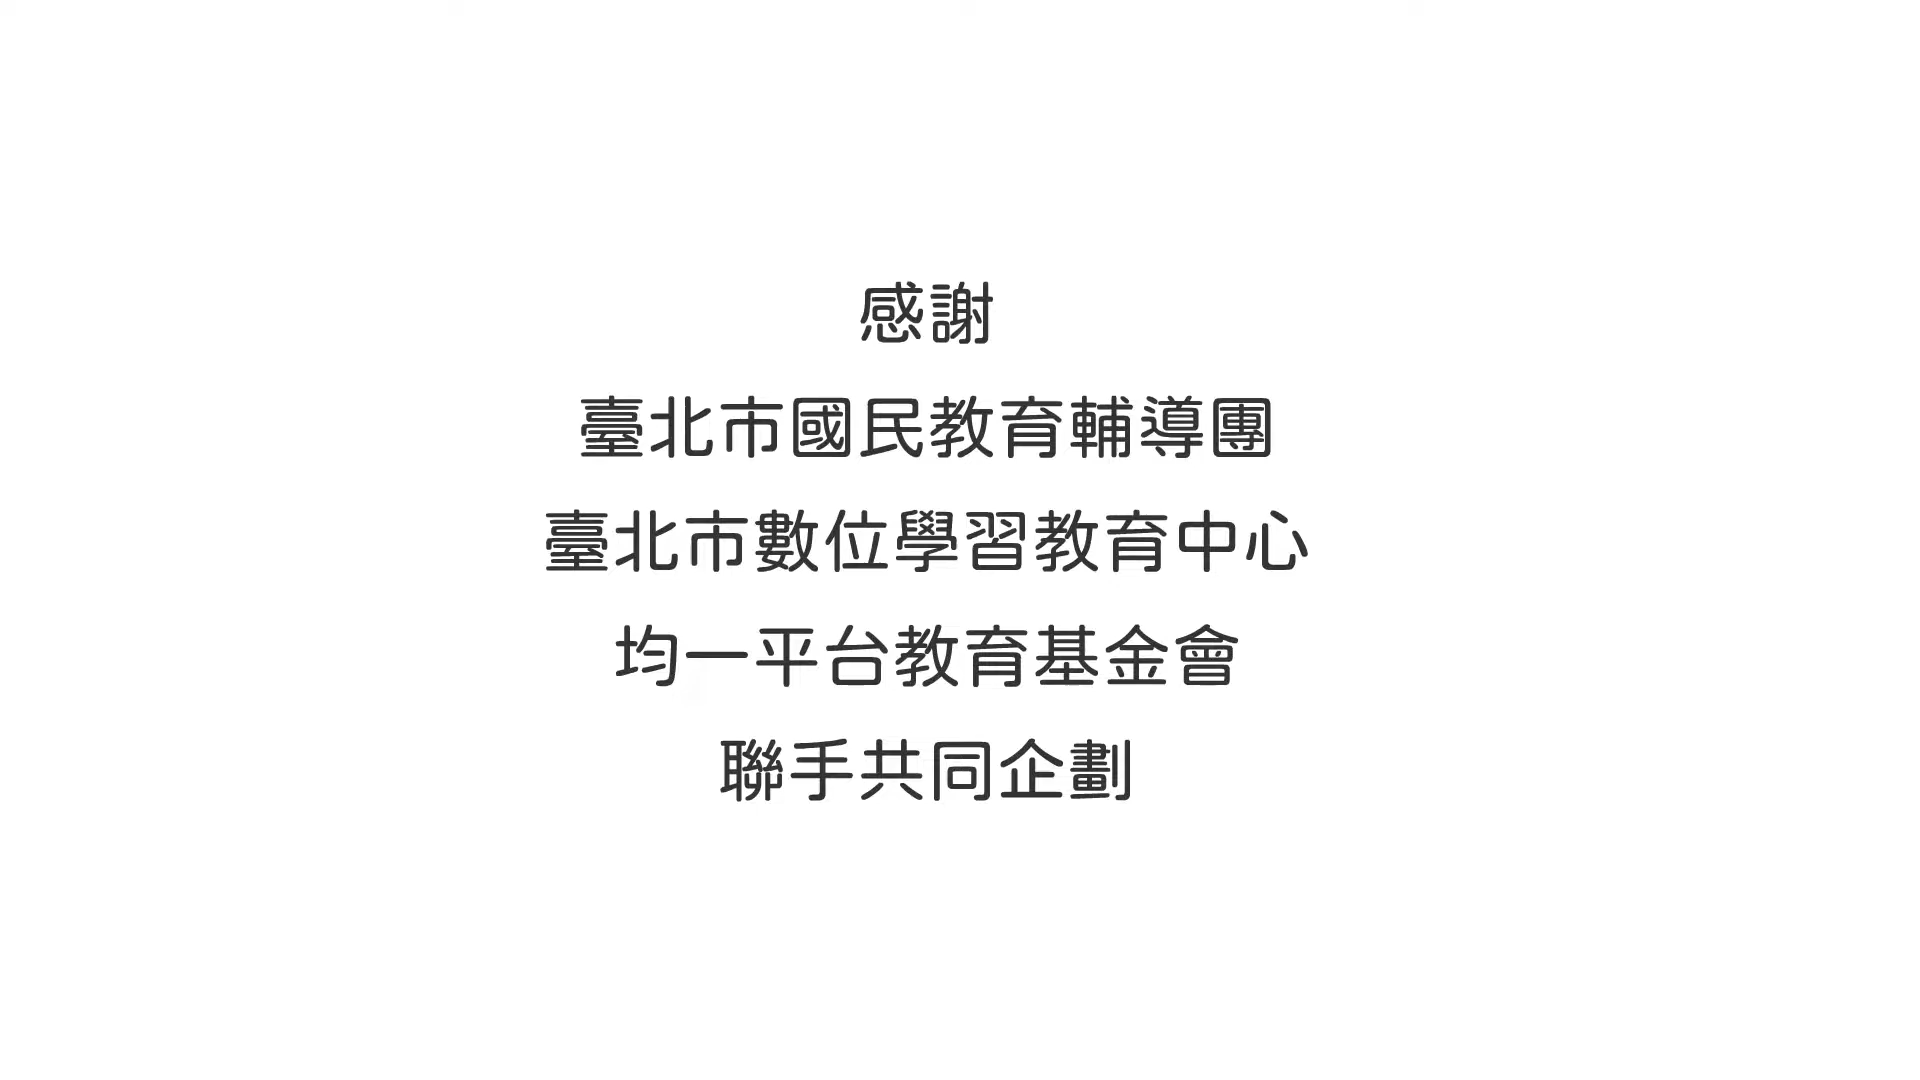 感謝
臺北市國民教育輔導團
臺北市數位學習教育中心
均一平台教育基金會
聯手共同企劃